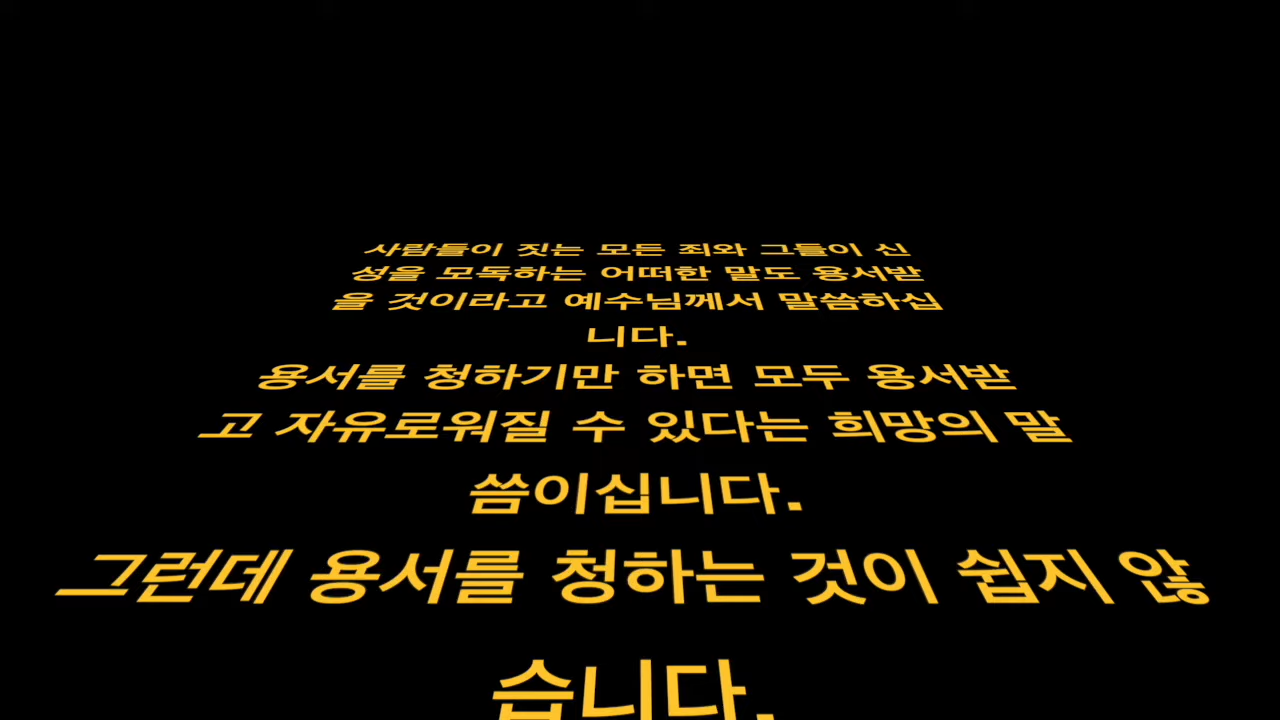 사람들이 짓는 모든 죄와 그들이 신
성을 모독하는 어떠한 말도 용서받
을 것이라고 예수님께서 말씀하십
니다.
용서를 청하기만 하면 모두 용서받
고 자유로워질 수 있다는 희망의 말
씀이십니다.
그런데 용서를 청하는 것이 쉽지 않
습니다.